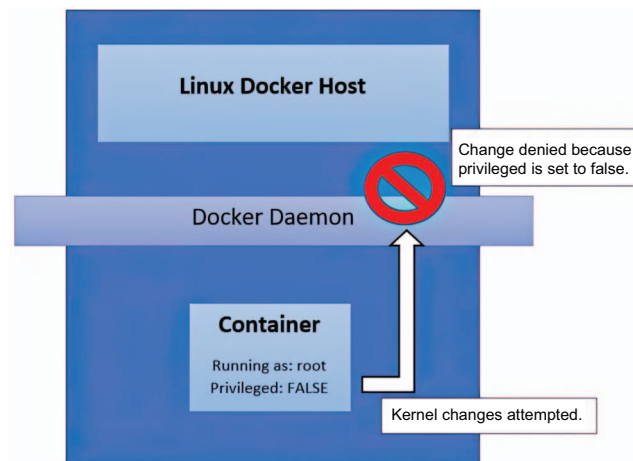 Linux Docker Host
Change denied because
privileged is set to false.
Docker Daemon
Container
Running as: root
Privileged: FALSE
Kernel changes attempted.